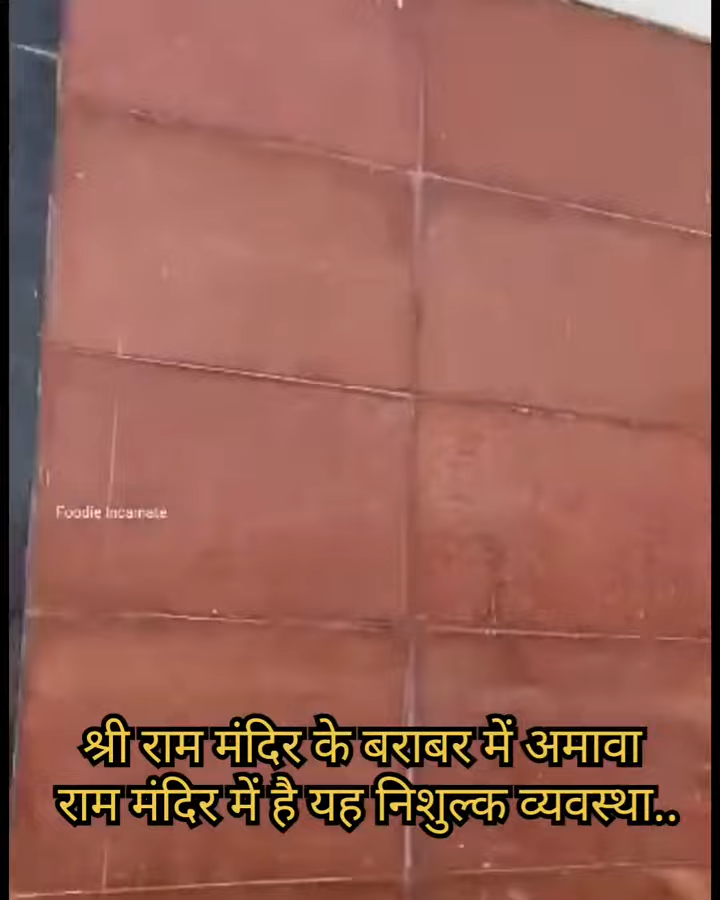 Foodie Incarnate
श्री राम मंदिर के बराबर में अमावा
राम मंदिर में है यह निशुल्क व्यवस्था..